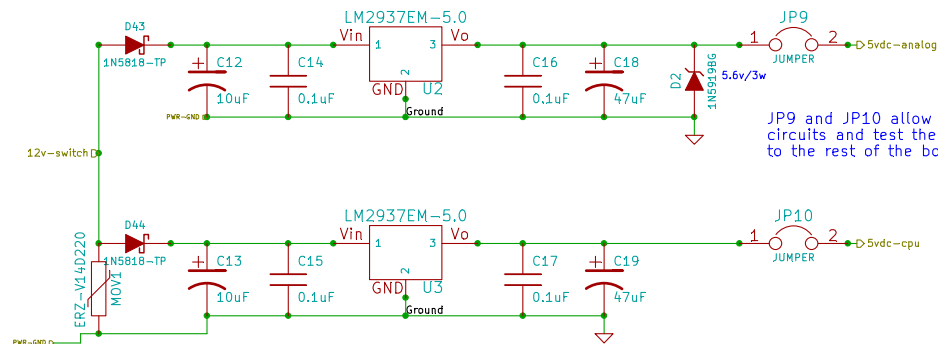 D43
1N5818-TP
C12
10uF
C14
0.1uF
LM2937EM-5.0
Vin
Vo
1
3
2
GND
U2
Ground
C16
0.1uF
C18
47uF
D2
1N5919BG
5.6v/3w
JP9
1
2
JUMPER
5vdc-analog
PWR-GND
JP9 and JP10 allow
circuits and test the
to the rest of the bo
12v-switch
D44
1N5818-TP
ERZ-V14D220
MOV1
C13
10uF
C15
0.1uF
LM2937EM-5.0
Vin
Vo
1
3
2
GND
U3
Ground
C17
0.1uF
C19
47uF
JP10
1
2
JUMPER
5vdc-cpu
PWR-GND